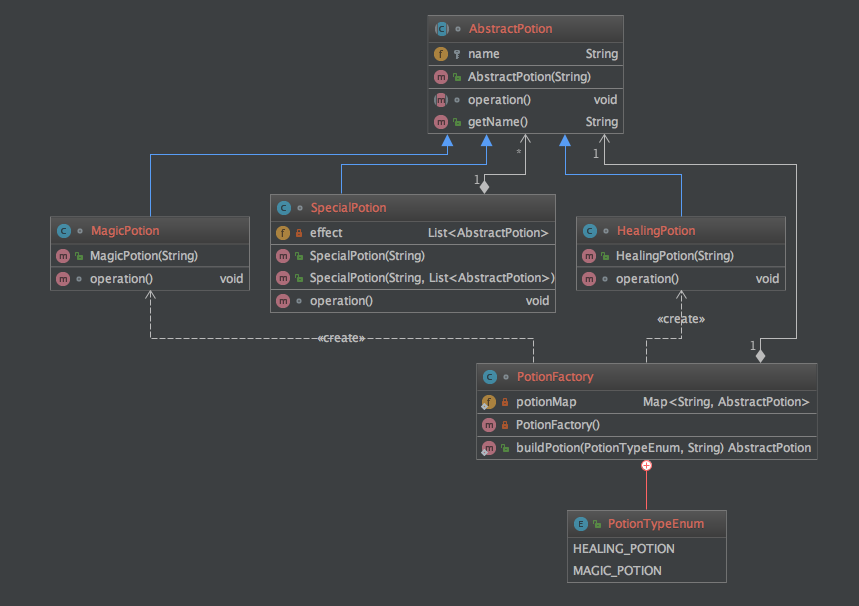 AbstractPotion
name String
AbstractPotion(String)
operation() void
getName() String
* 1
1
SpecialPotion
effect List<AbstractPotion>
SpecialPotion(String)
SpecialPotion(String, List<AbstractPotion>)
operation() void
MagicPotion
MagicPotion(String)
operation() void
HealingPotion
HealingPotion(String)
operation() void
«create»
«create»
1
PotionFactory
potionMap Map<String, AbstractPotion>
PotionFactory()
buildPotion(PotionTypeEnum, String) AbstractPotion
PotionTypeEnum
HEALING_POTION
MAGIC_POTION